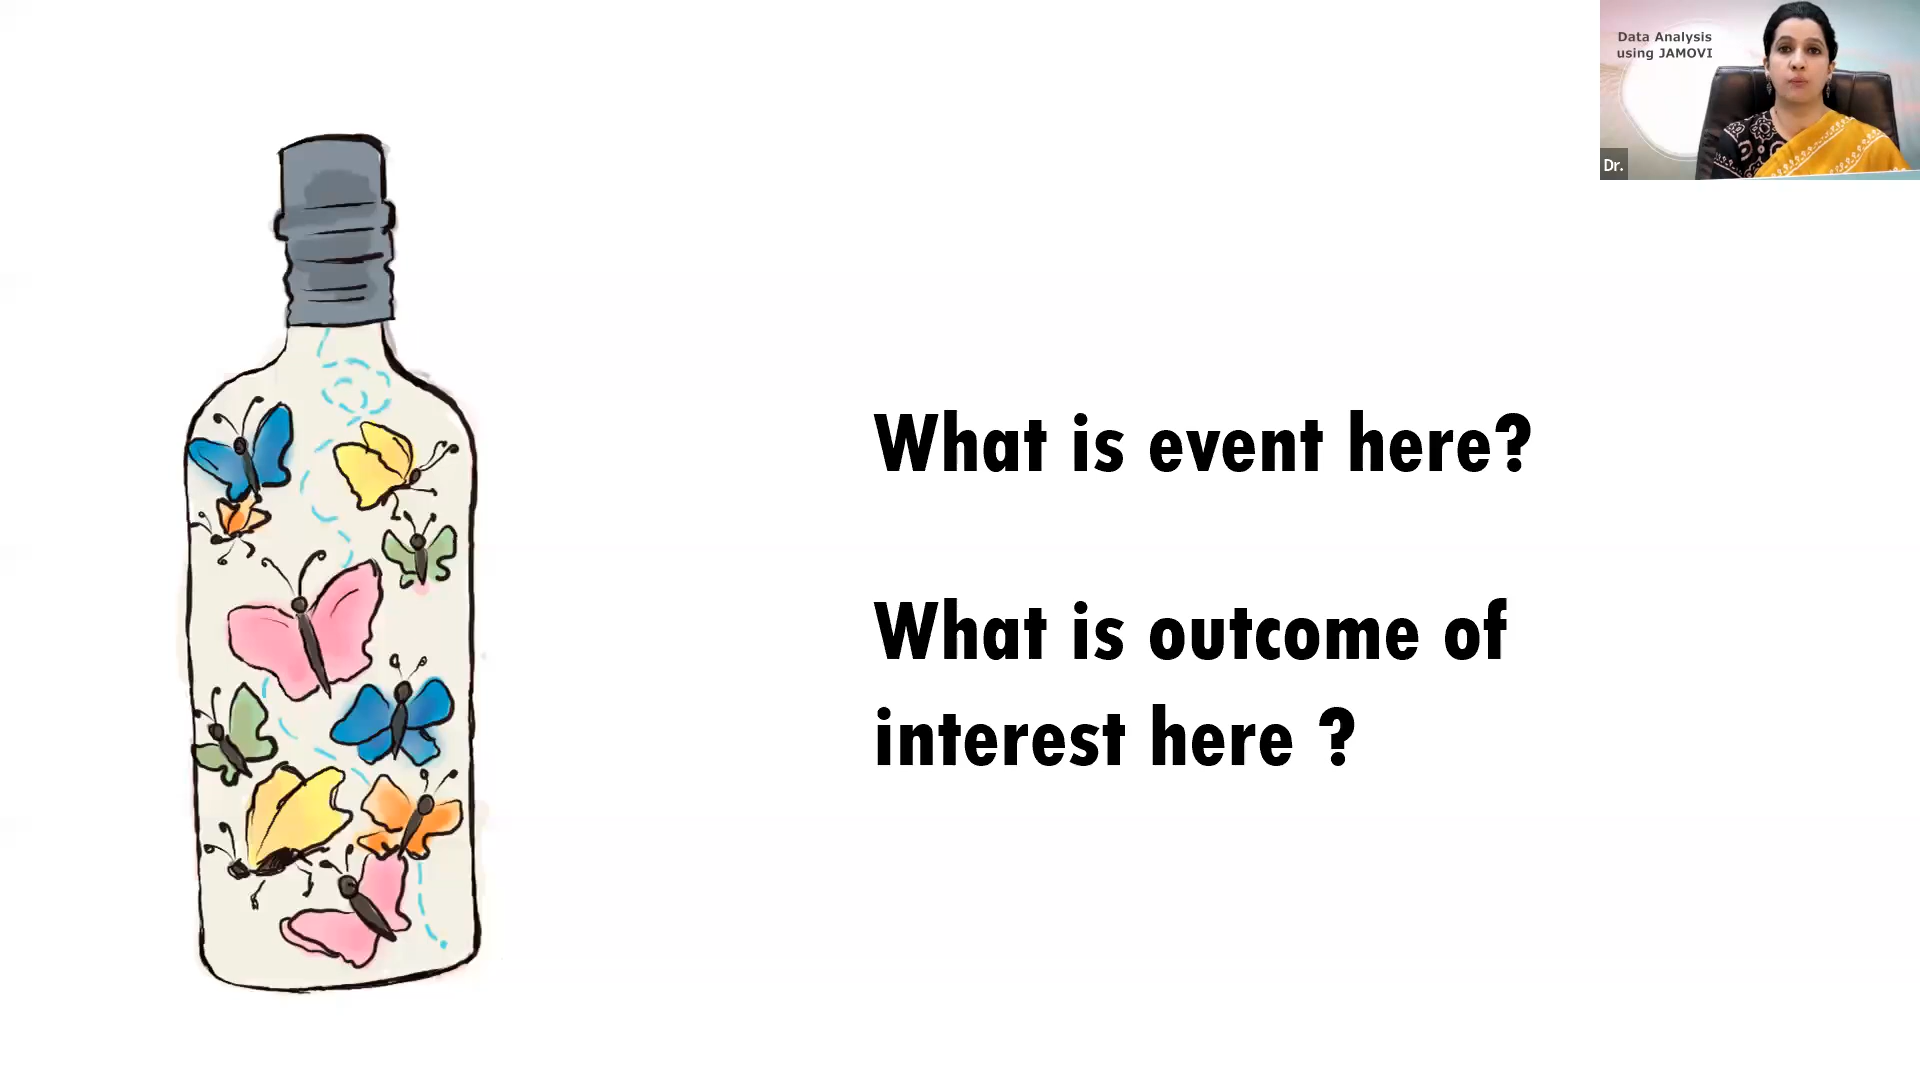 Data Analysis
using JAMOVI
Dr.
What is event here?
What is outcome of
interest here ?